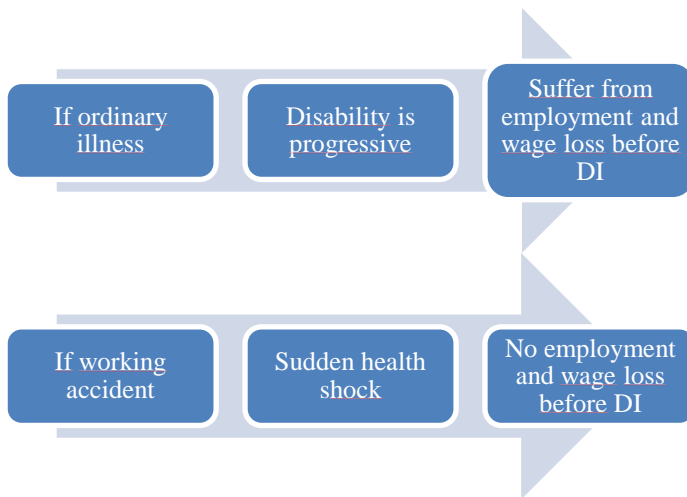 If ordinary
illness
Disability is
progressive
Suffer from
employment and
wage loss before
DI
If working
accident
Sudden health
shock
No employment
and wage loss
before DI